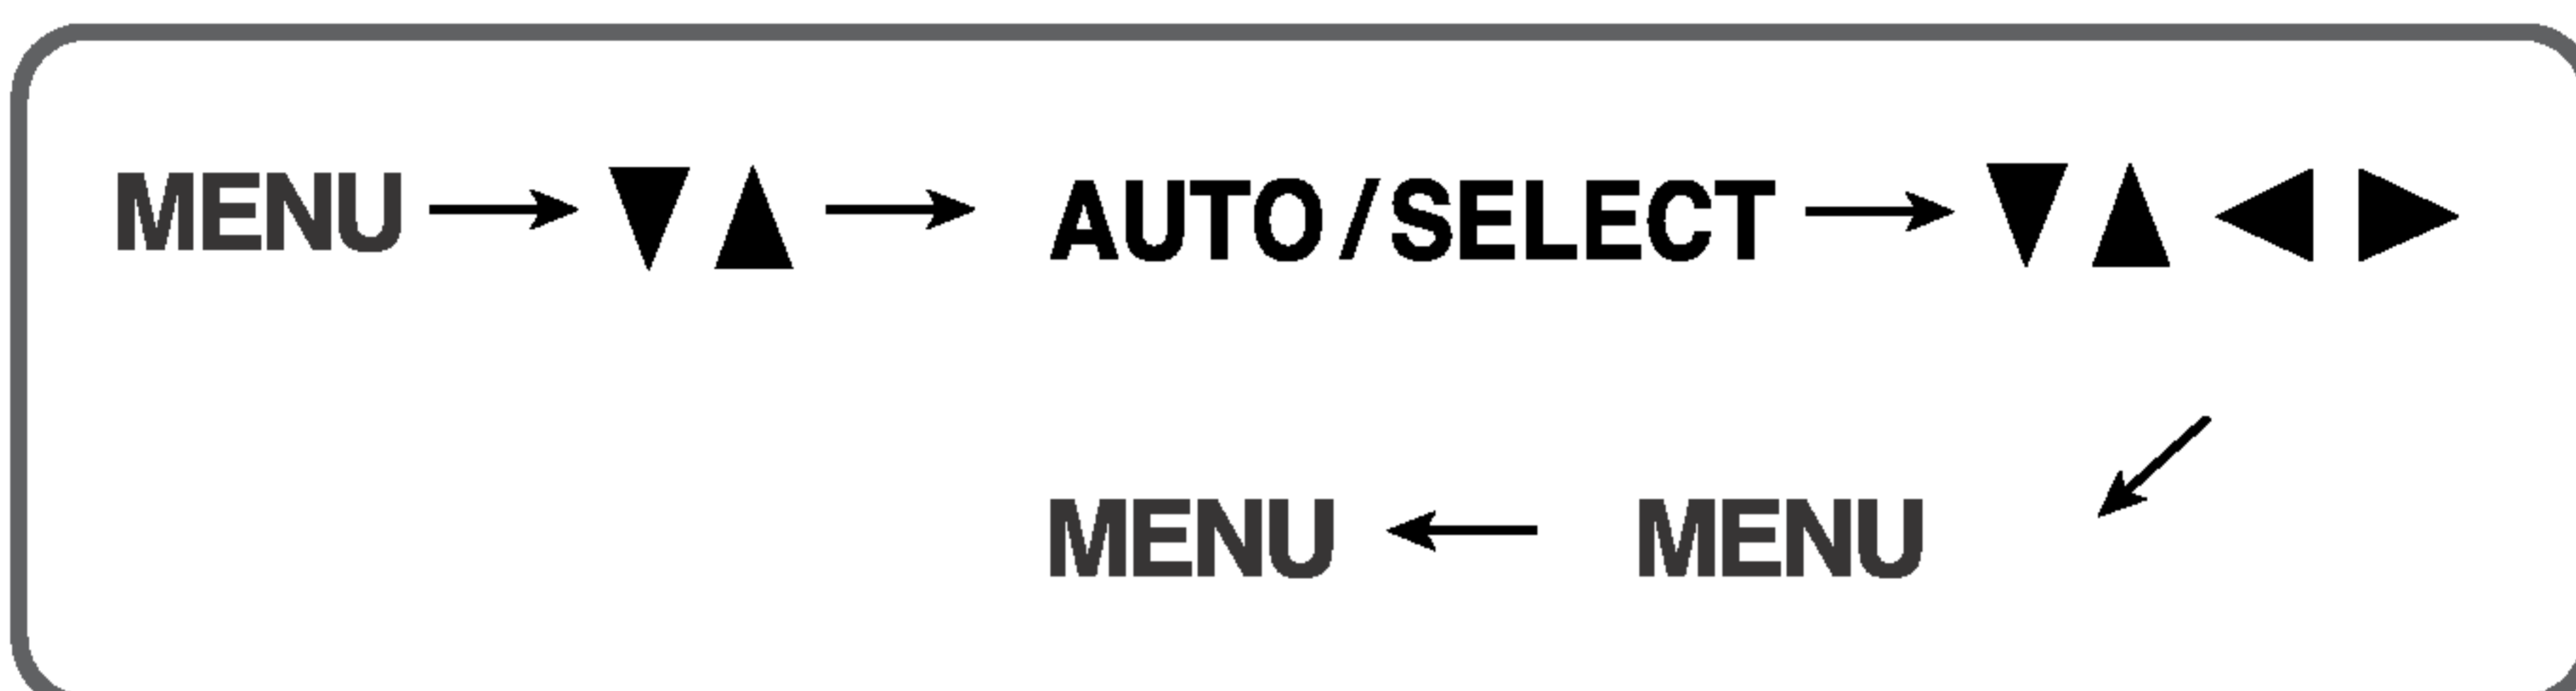 MENU → ▼ ▲ → AUTO/SELECT → ▼ ▲ ◀ ▶
MENU ← MENU ↙